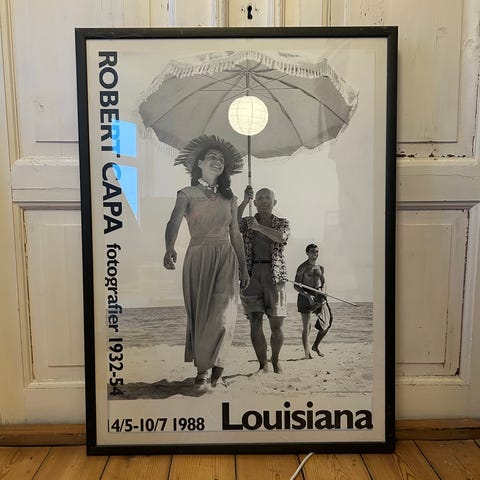 ROBERT CAPA fotografier 1932-54
14/5-10/7 1988 Louisiana